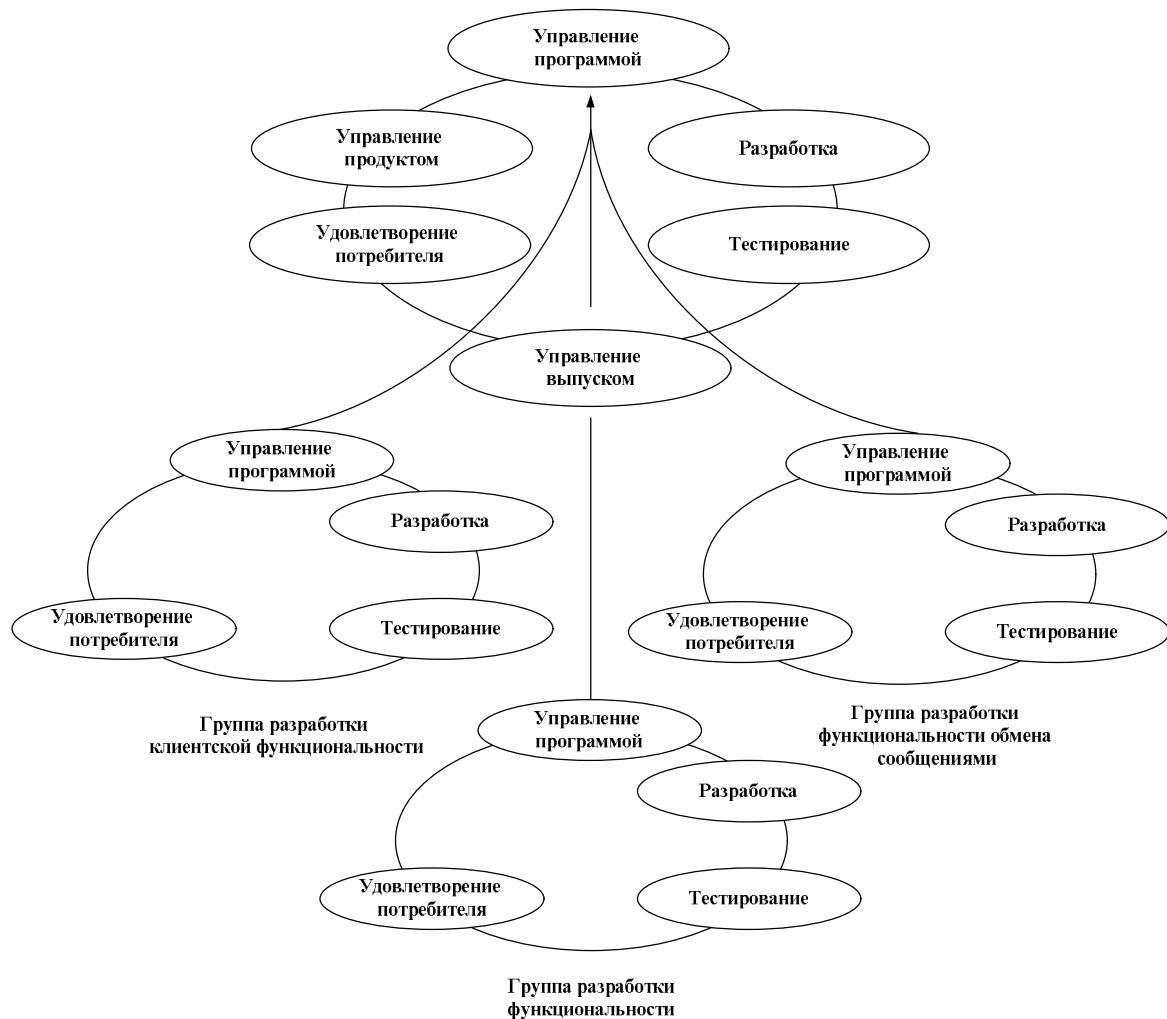 Управление
программой
Управление
продуктом
Разработка
Удовлетворение
потребителя
Тестирование
Управление
выпуском
Управление
программой
Разработка
Удовлетворение
потребителя
Тестирование
Группа разработки
клиентской функциональности
Управление
программой
Разработка
Удовлетворение
потребителя
Тестирование
Группа разработки
функциональности обмена
сообщениями
Управление
программой
Разработка
Удовлетворение
потребителя
Тестирование
Группа разработки
функциональности